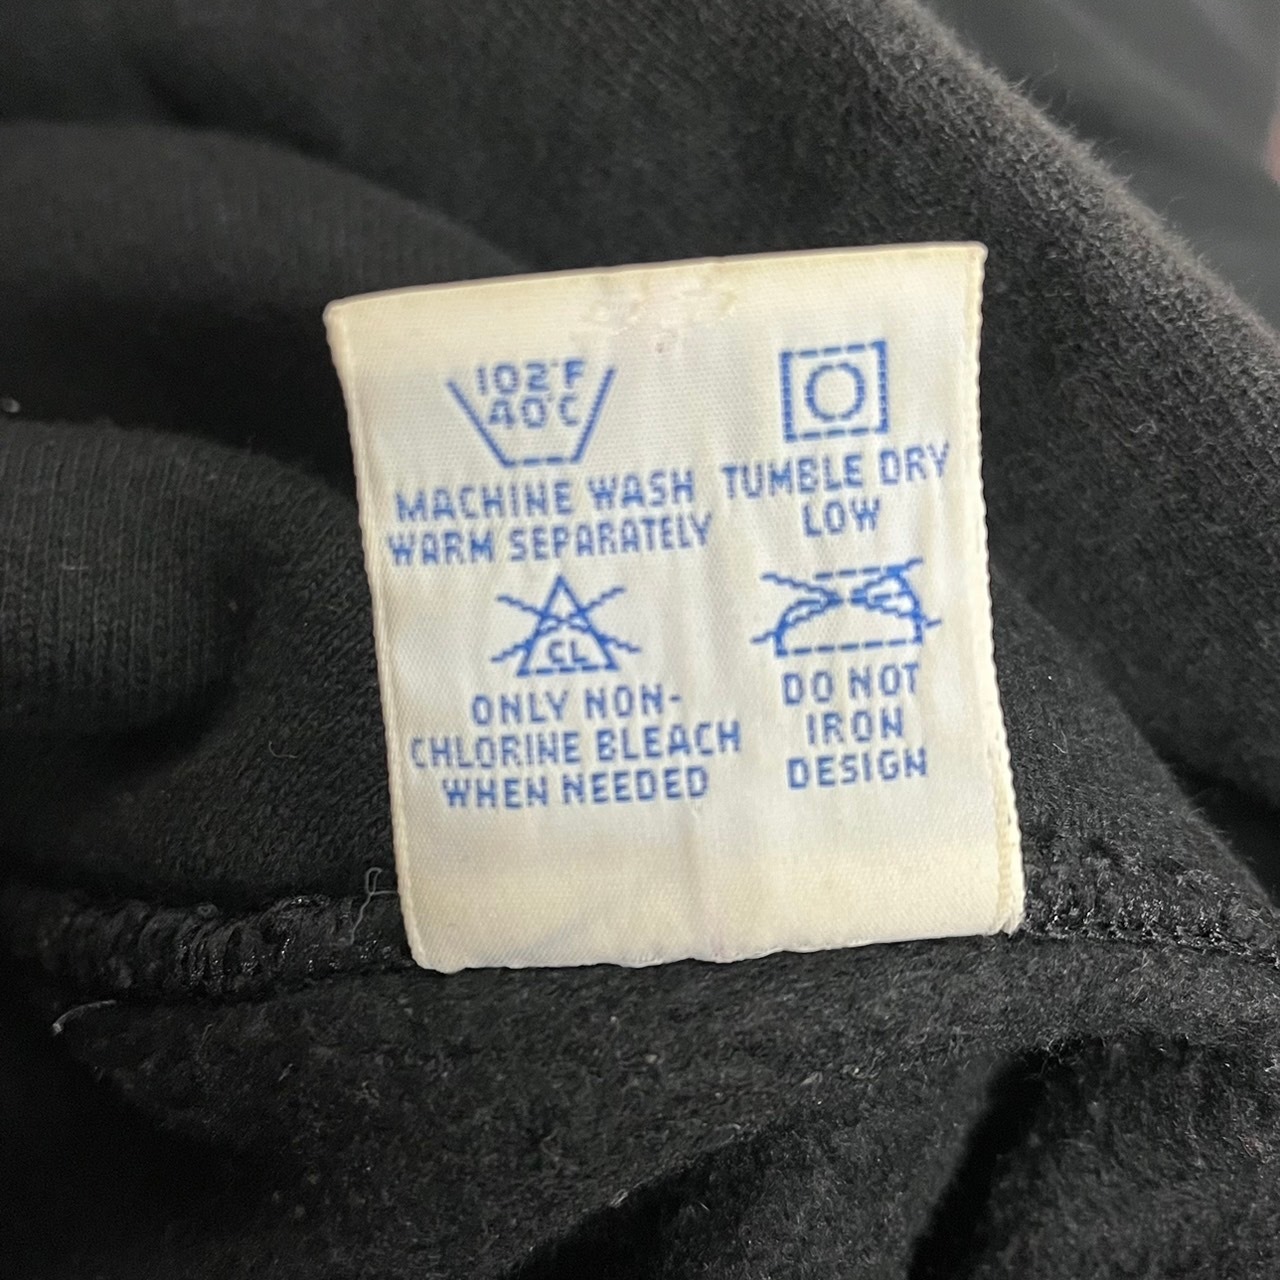 102°F
40°C
MACHINE WASH
WARM SEPARATELY
TUMBLE DRY
LOW
CL
ONLY NON-
CHLORINE BLEACH
WHEN NEEDED
DO NOT
IRON
DESIGN